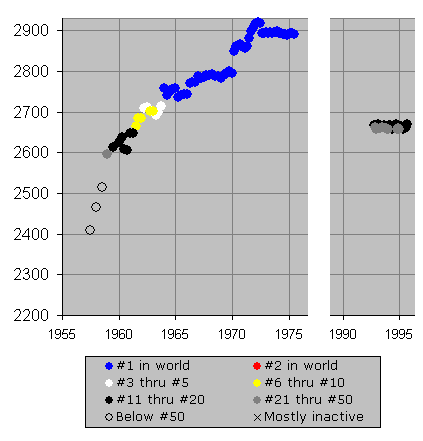 2900
2800
2700
2600
2500
2400
2300
2200
1955 1960 1965 1970 1975 1990 1995
#1 in world #2 in world
#3 thru #5 #6 thru #10
#11 thru #20 #21 thru #50
Below #50 Mostly inactive